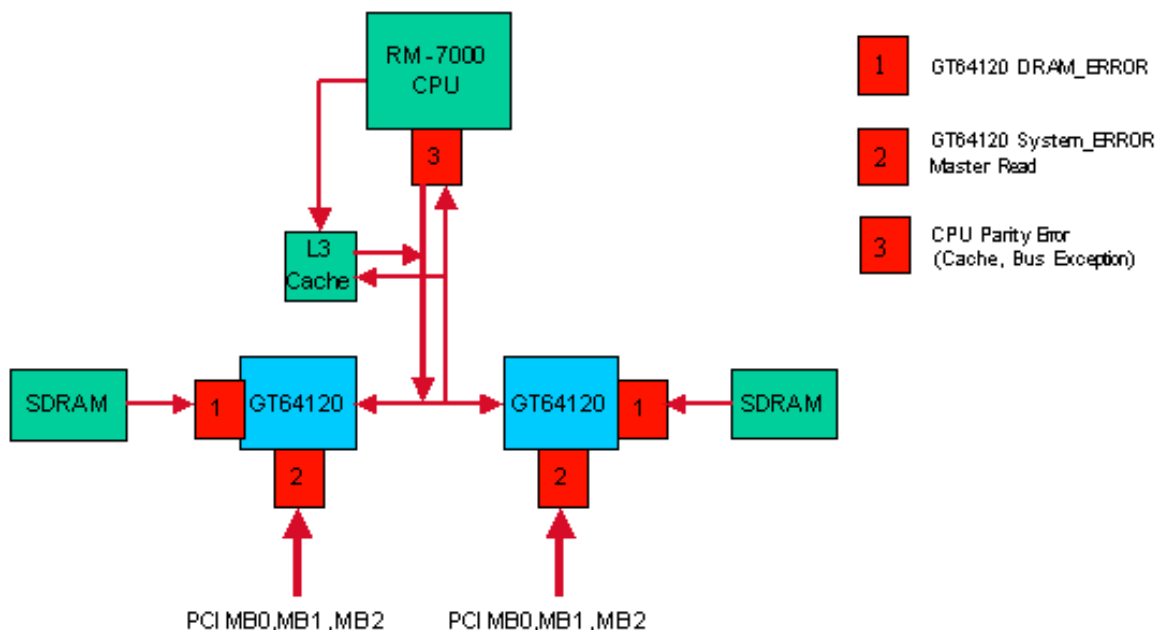 RM-7000
CPU
3
L3
Cache
SDRAM
1
GT64120
2
GT64120
1
2
SDRAM
PCI MB0,MB1 ,MB2
PCI MB0,MB1 ,MB2
1
GT64120 DRAM_ERROR
2
GT64120 System_ERROR
Master Read
3
CPU Parity Error
(Cache, Bus Exception)